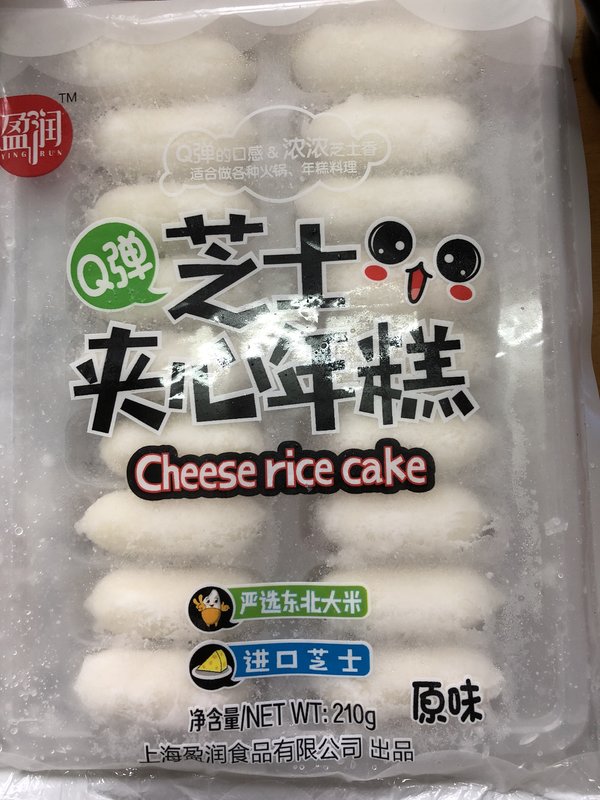 TM
盈润
YING RUN
Q弹的口感 & 浓浓芝士香
适合做各种火锅、年糕料理
Q弹
芝士
夹心年糕
Cheese rice cake
严选东北大米
进口芝士
净含量/NET WT: 210g
原味
上海盈润食品有限公司 出品